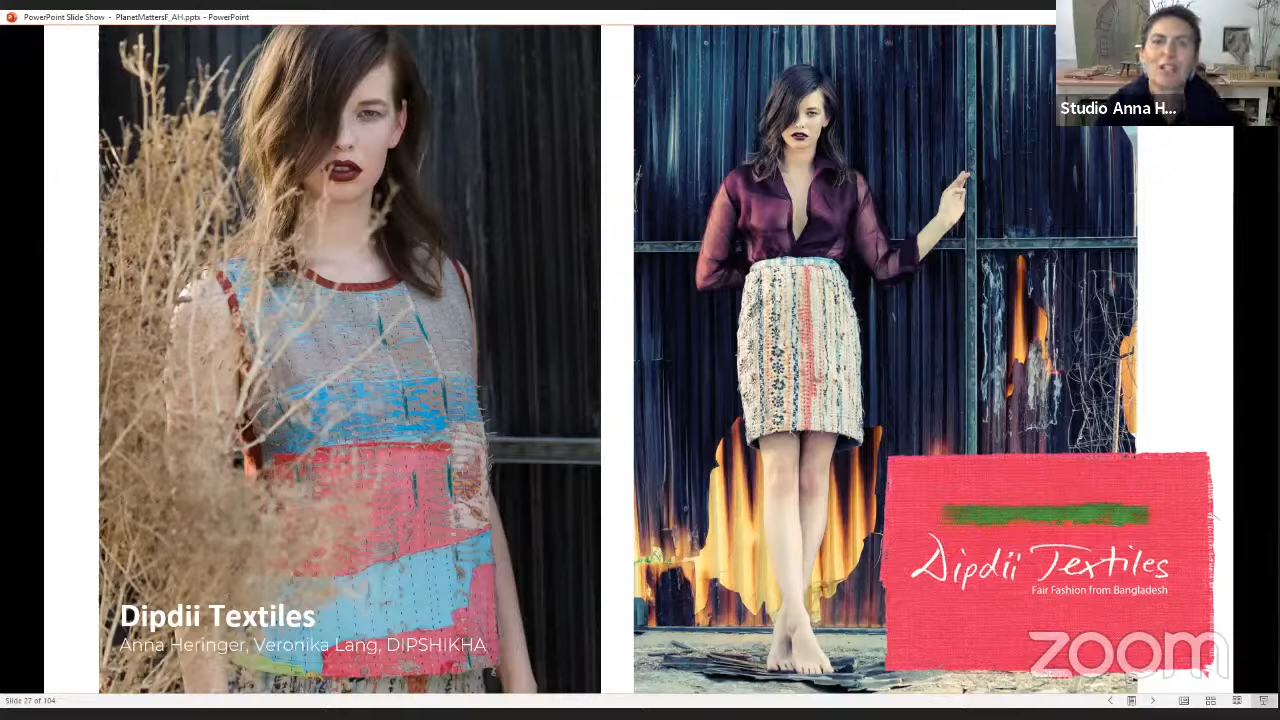 PowerPoint Slide Show - PlanetMattersF_AH.pptx - PowerPoint
Studio Anna H...
Dipdii Textiles
Fair Fashion from Bangladesh
Dipdii Textiles
Anna Heringer, Veronika Lang, DIPSHIKHA
zoom
Slide 27 of 104